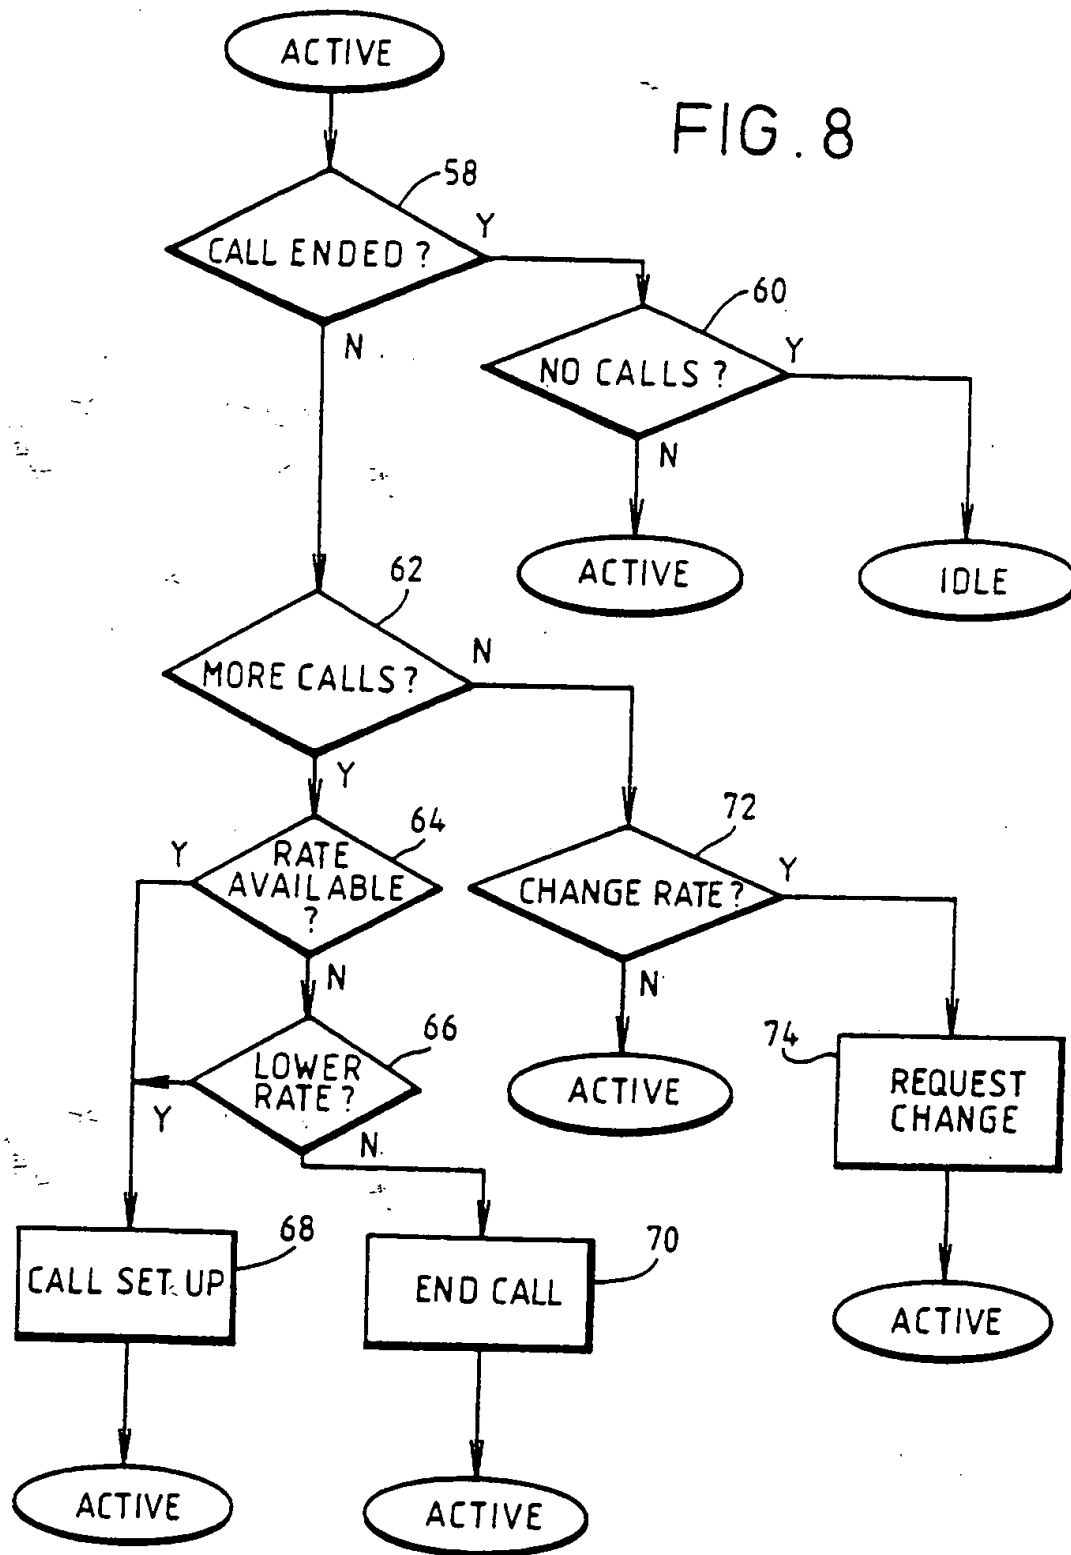 ACTIVE
FIG. 8
58
CALL ENDED ?
Y
N
60
NO CALLS ?
Y
N
ACTIVE
IDLE
62
MORE CALLS ?
N
Y
64
Y
RATE
AVAILABLE
?
N
72
CHANGE RATE ?
Y
N
66
LOWER
RATE ?
Y
N
ACTIVE
74
REQUEST
CHANGE
68
CALL SET UP
70
END CALL
ACTIVE
ACTIVE
ACTIVE